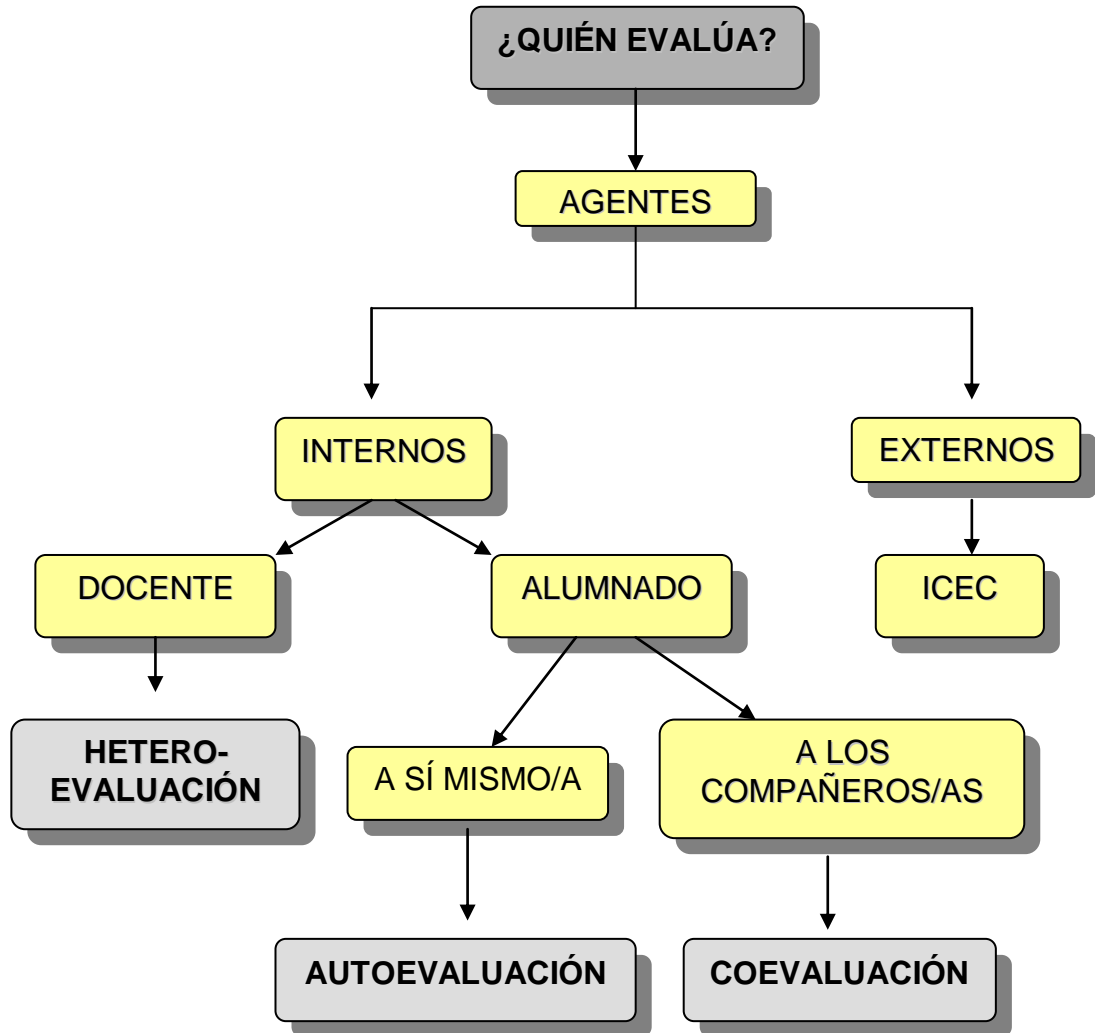 ¿QUIÉN EVALÚA?
AGENTES
INTERNOS
EXTERNOS
DOCENTE
ALUMNADO
ICEC
HETERO-
EVALUACIÓN
A SÍ MISMO/A
A LOS
COMPAÑEROS/AS
AUTOEVALUACIÓN
COEVALUACIÓN